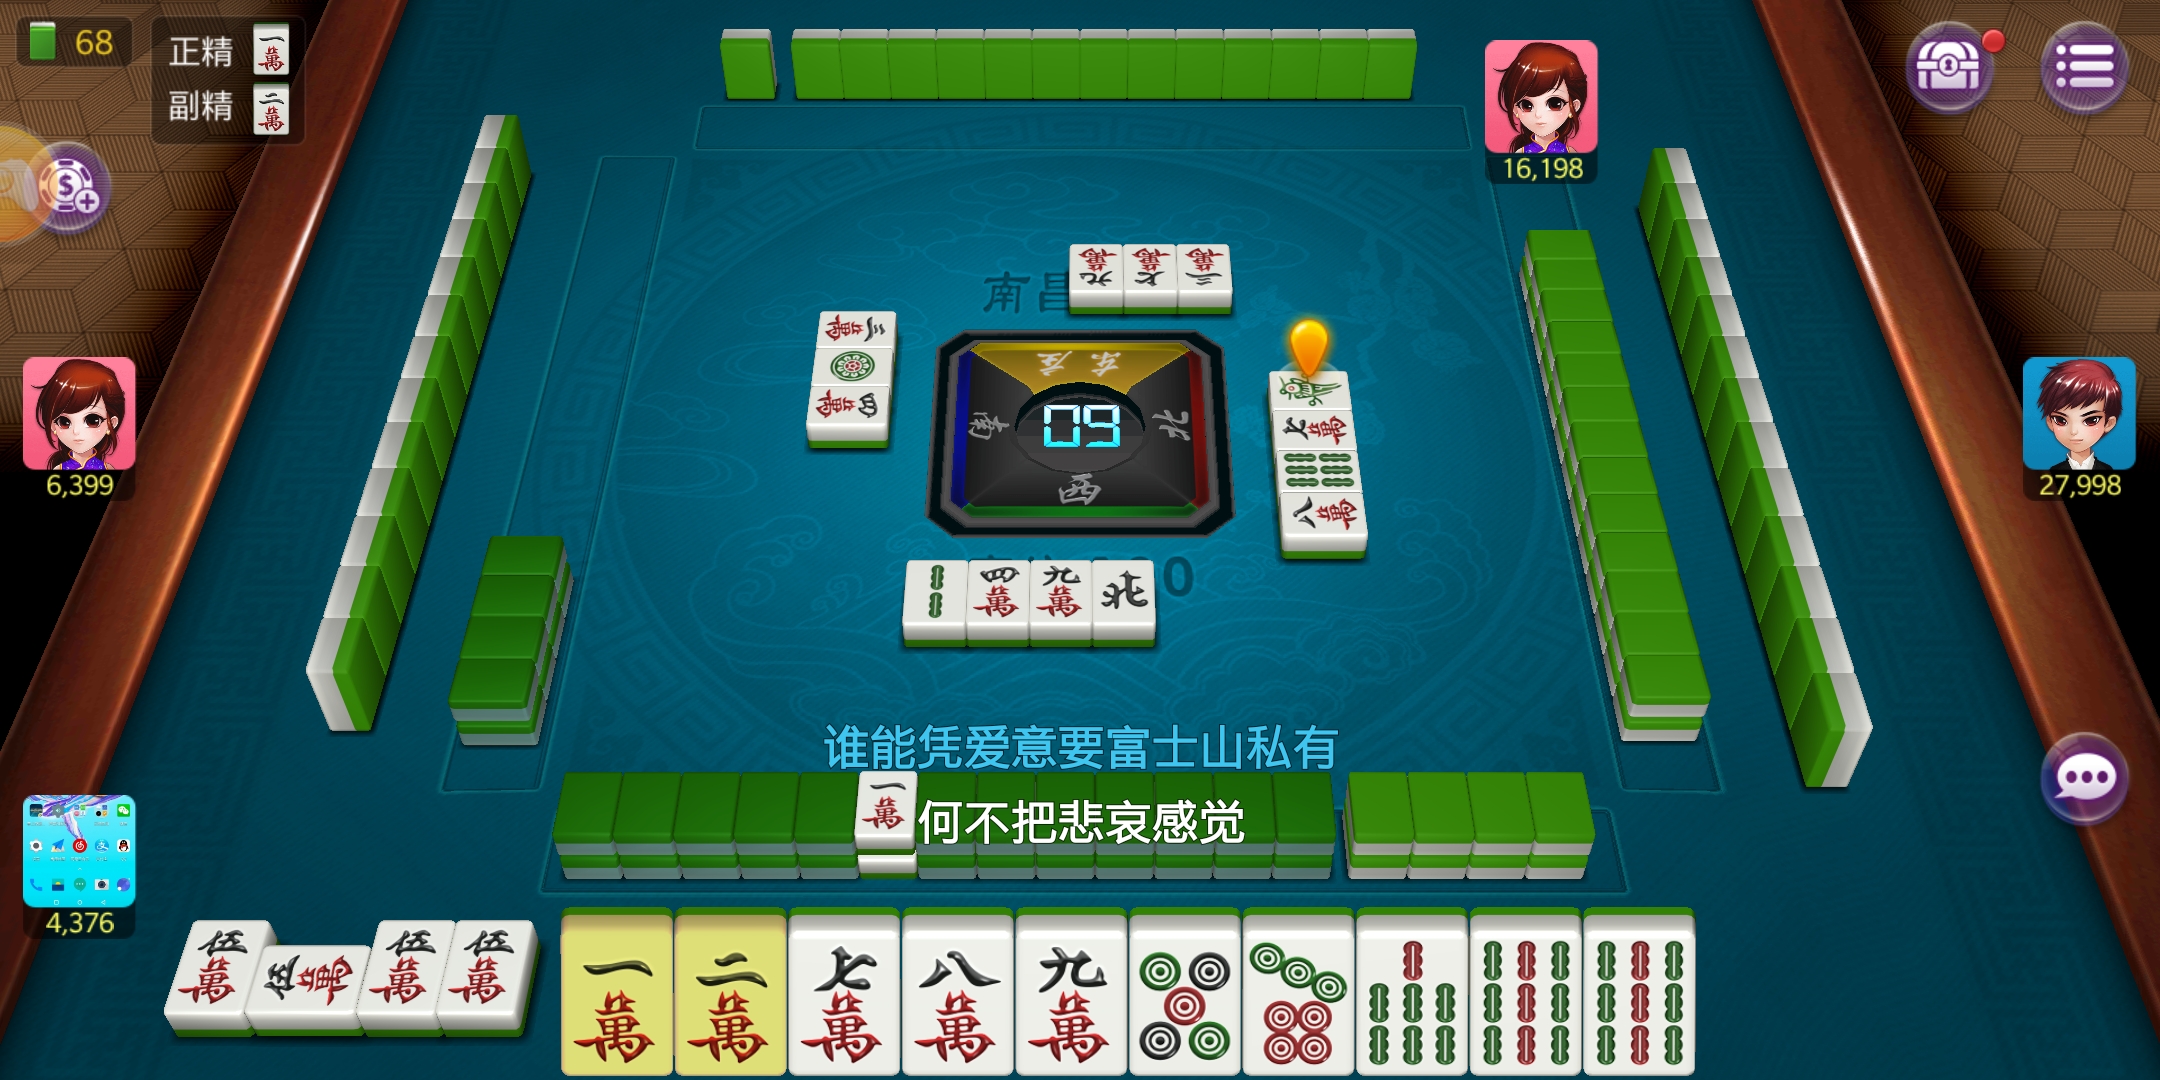 68
正精 一萬
副精 二萬
16,198
九萬 七萬 三萬
南昌
三萬
四萬
东 庄
南 09 北
西
七萬
八萬
6,399
27,998
四萬 九萬 北
0
谁能凭爱意要富士山私有
一萬
何不把悲哀感觉
4,376
伍萬 伍萬 伍萬 伍萬
一萬 二萬 七萬 八萬 九萬